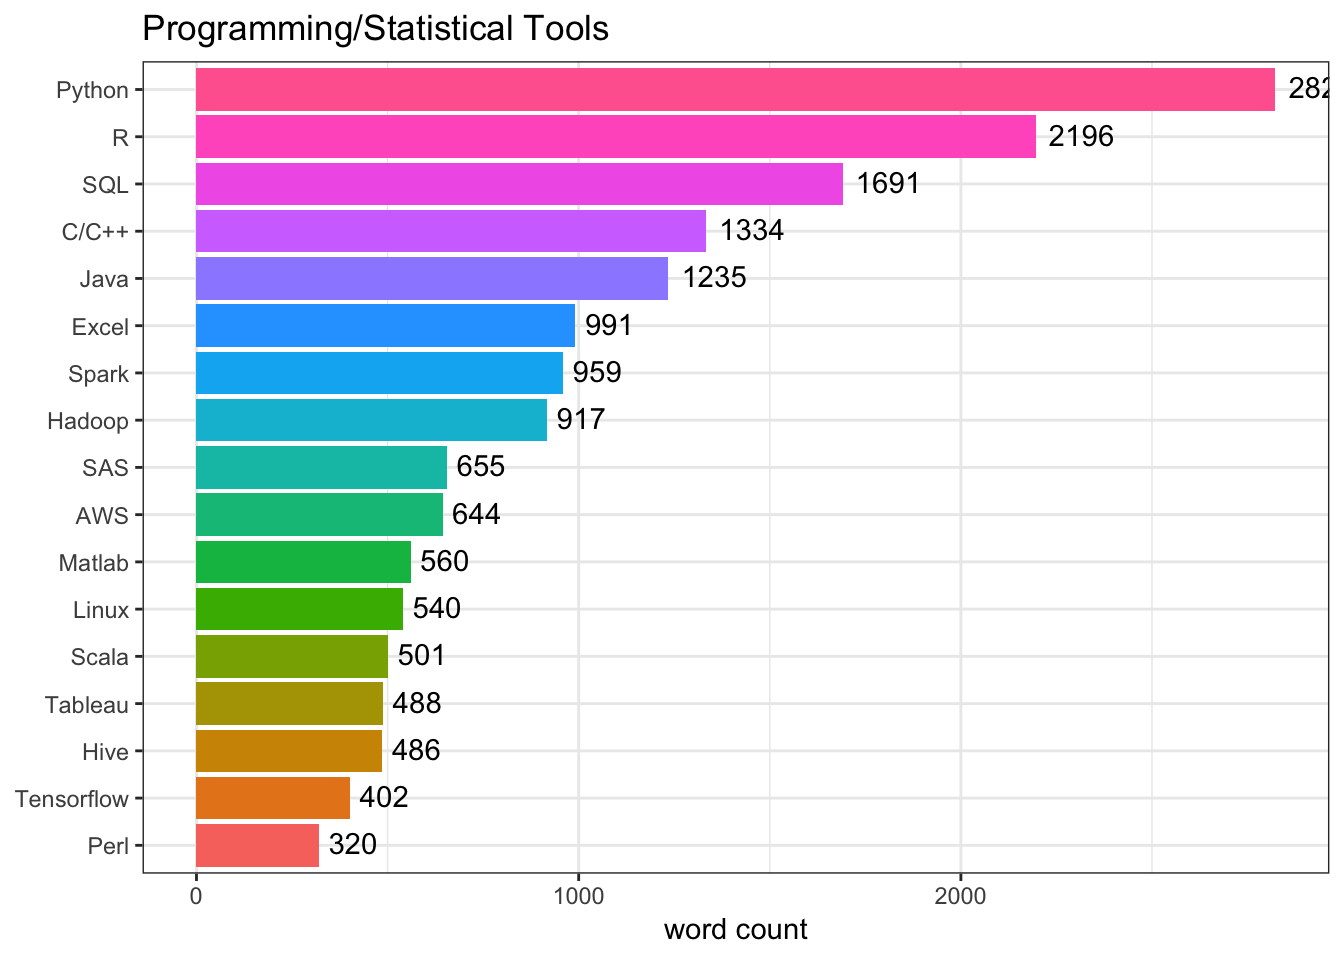 Programming/Statistical Tools
Python 282
R 2196
SQL 1691
C/C++ 1334
Java 1235
Excel 991
Spark 959
Hadoop 917
SAS 655
AWS 644
Matlab 560
Linux 540
Scala 501
Tableau 488
Hive 486
Tensorflow 402
Perl 320
0 1000 2000
word count